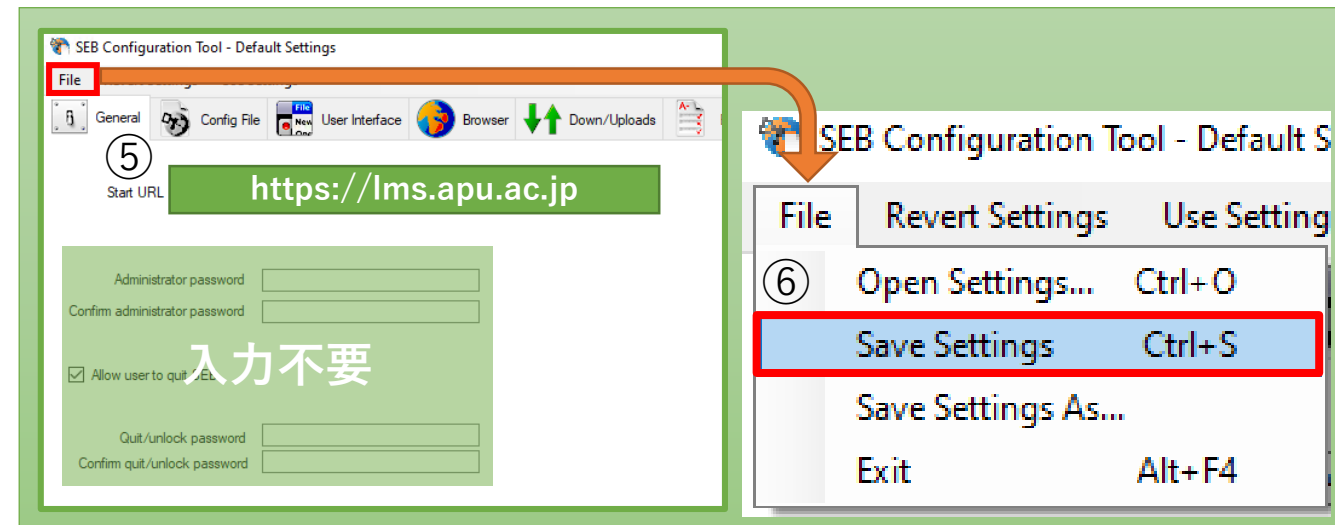 SEB Configuration Tool - Default Settings
File
General Config File User Interface Browser Down/Uploads
⑤
Start URL https://lms.apu.ac.jp
Administrator password
Confirm administrator password
入力不要
Allow user to quit SEB
Quit/unlock password
Confirm quit/unlock password
SEB Configuration Tool - Default S
File Revert Settings Use Setting
⑥ Open Settings... Ctrl+O
Save Settings Ctrl+S
Save Settings As...
Exit Alt+F4